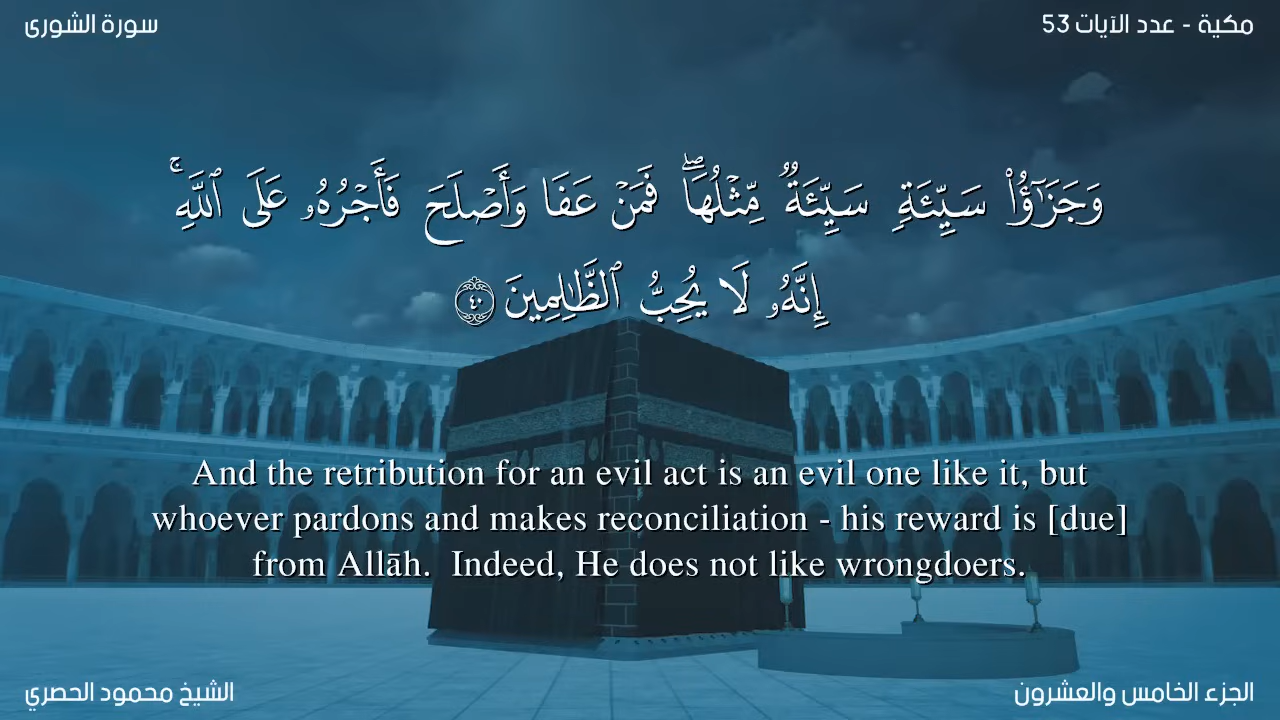 سورة الشورى
مكية - عدد الآيات 53
وَجَزَٰٓؤُا۟ سَيِّئَةٍ سَيِّئَةٌ مِّثْلُهَا ۖ فَمَنْ عَفَا وَأَصْلَحَ فَأَجْرُهُۥ عَلَى ٱللَّهِ ۚ
إِنَّهُۥ لَا يُحِبُّ ٱلظَّـٰلِمِينَ ٤٠
And the retribution for an evil act is an evil one like it, but
whoever pardons and makes reconciliation - his reward is [due]
from Allāh. Indeed, He does not like wrongdoers.
الشيخ محمود الحصري
الجزء الخامس والعشرون